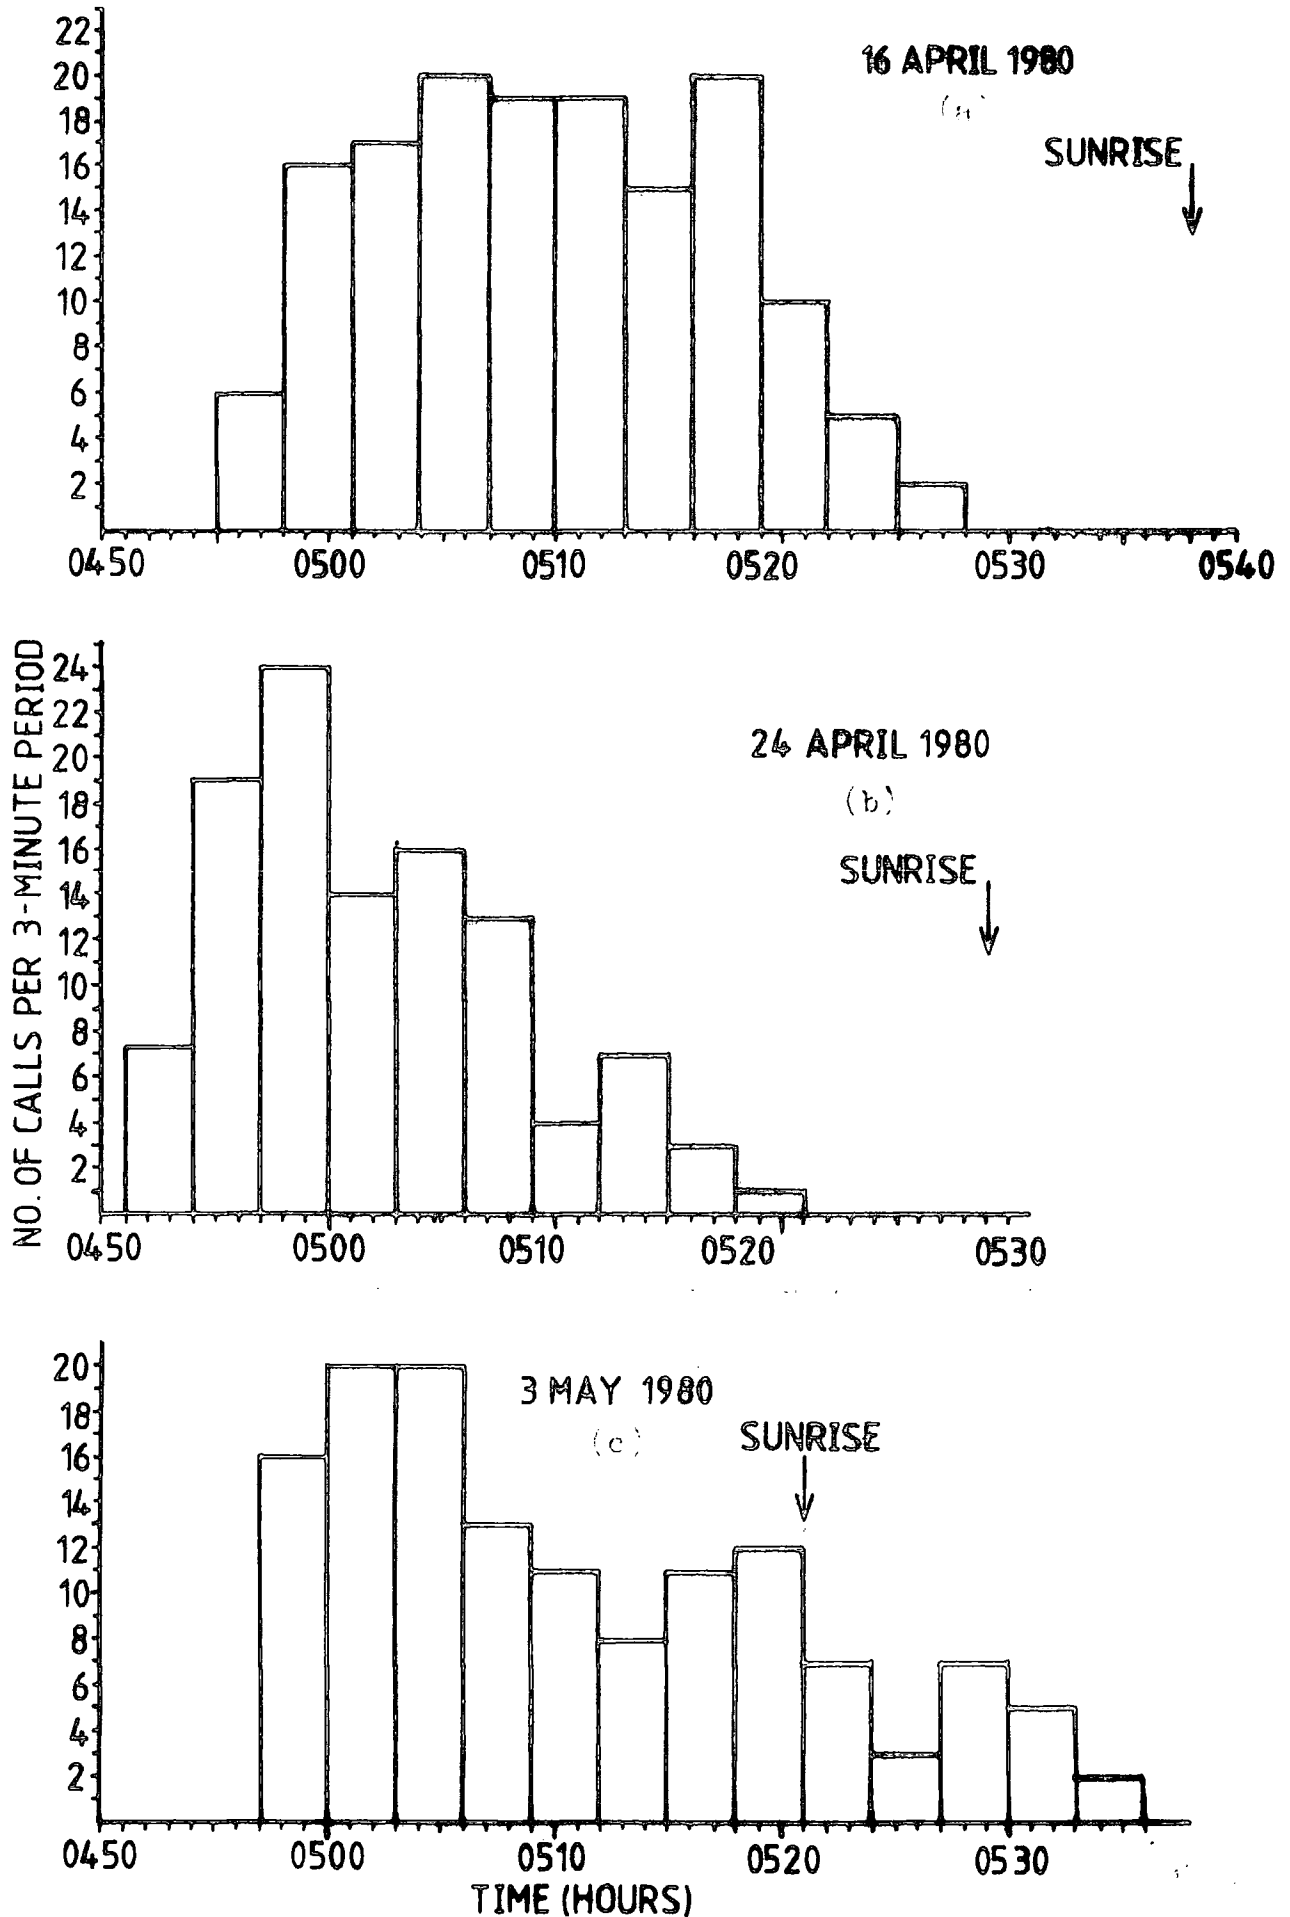 22
20
18
16
14
12
10
8
6
4
2
16 APRIL 1980
(a)
SUNRISE
0450 0500 0510 0520 0530 0540
NO. OF CALLS PER 3-MINUTE PERIOD
24
22
20
18
16
14
12
10
8
6
4
2
24 APRIL 1980
(b)
SUNRISE
0450 0500 0510 0520 0530
20
18
16
14
12
10
8
6
4
2
3 MAY 1980
(c)
SUNRISE
0450 0500 0510 0520 0530
TIME (HOURS)